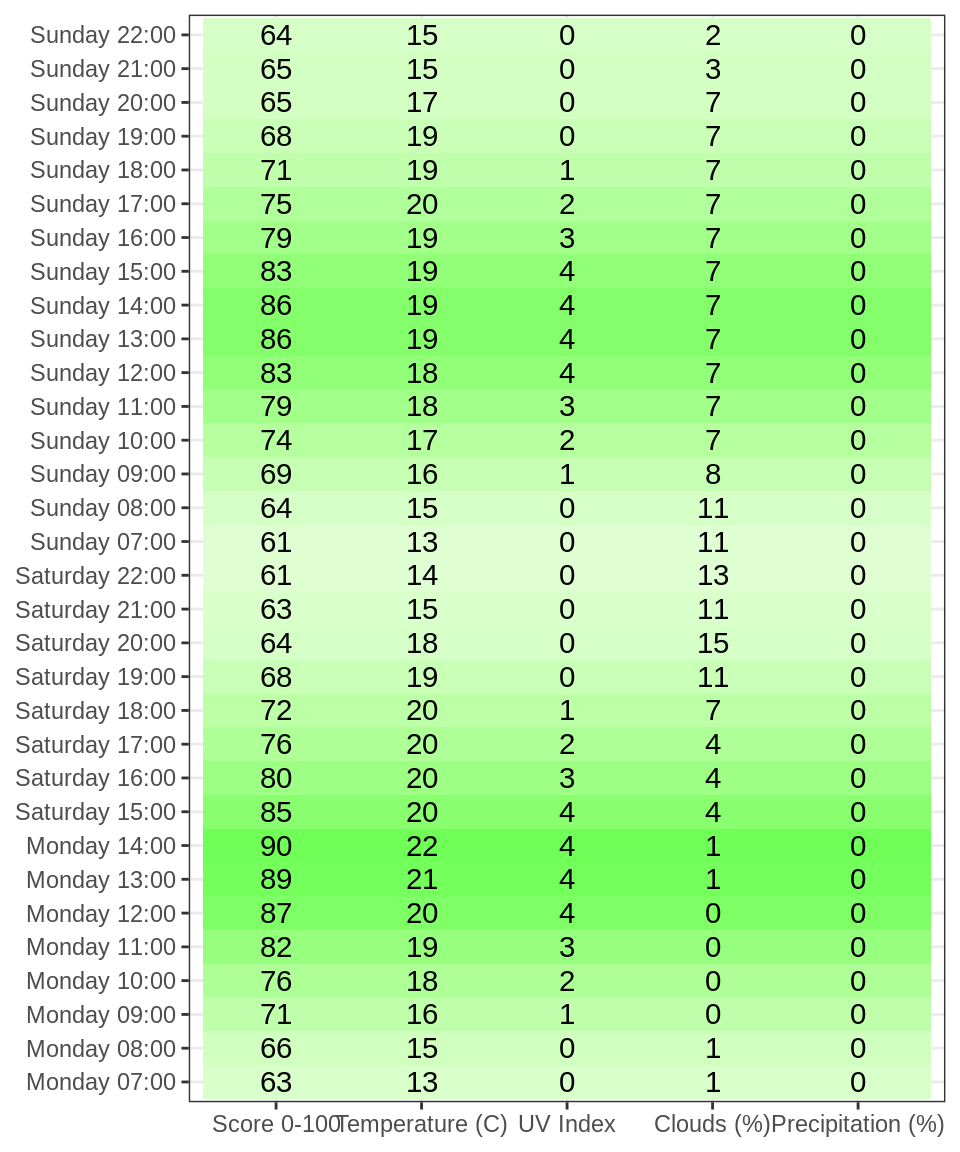 Sunday 22:00 64 15 0 2 0
Sunday 21:00 65 15 0 3 0
Sunday 20:00 65 17 0 7 0
Sunday 19:00 68 19 0 7 0
Sunday 18:00 71 19 1 7 0
Sunday 17:00 75 20 2 7 0
Sunday 16:00 79 19 3 7 0
Sunday 15:00 83 19 4 7 0
Sunday 14:00 86 19 4 7 0
Sunday 13:00 86 19 4 7 0
Sunday 12:00 83 18 4 7 0
Sunday 11:00 79 18 3 7 0
Sunday 10:00 74 17 2 7 0
Sunday 09:00 69 16 1 8 0
Sunday 08:00 64 15 0 11 0
Sunday 07:00 61 13 0 11 0
Saturday 22:00 61 14 0 13 0
Saturday 21:00 63 15 0 11 0
Saturday 20:00 64 18 0 15 0
Saturday 19:00 68 19 0 11 0
Saturday 18:00 72 20 1 7 0
Saturday 17:00 76 20 2 4 0
Saturday 16:00 80 20 3 4 0
Saturday 15:00 85 20 4 4 0
Monday 14:00 90 22 4 1 0
Monday 13:00 89 21 4 1 0
Monday 12:00 87 20 4 0 0
Monday 11:00 82 19 3 0 0
Monday 10:00 76 18 2 0 0
Monday 09:00 71 16 1 0 0
Monday 08:00 66 15 0 1 0
Monday 07:00 63 13 0 1 0
Score 0-100 Temperature (C) UV Index Clouds (%) Precipitation (%)